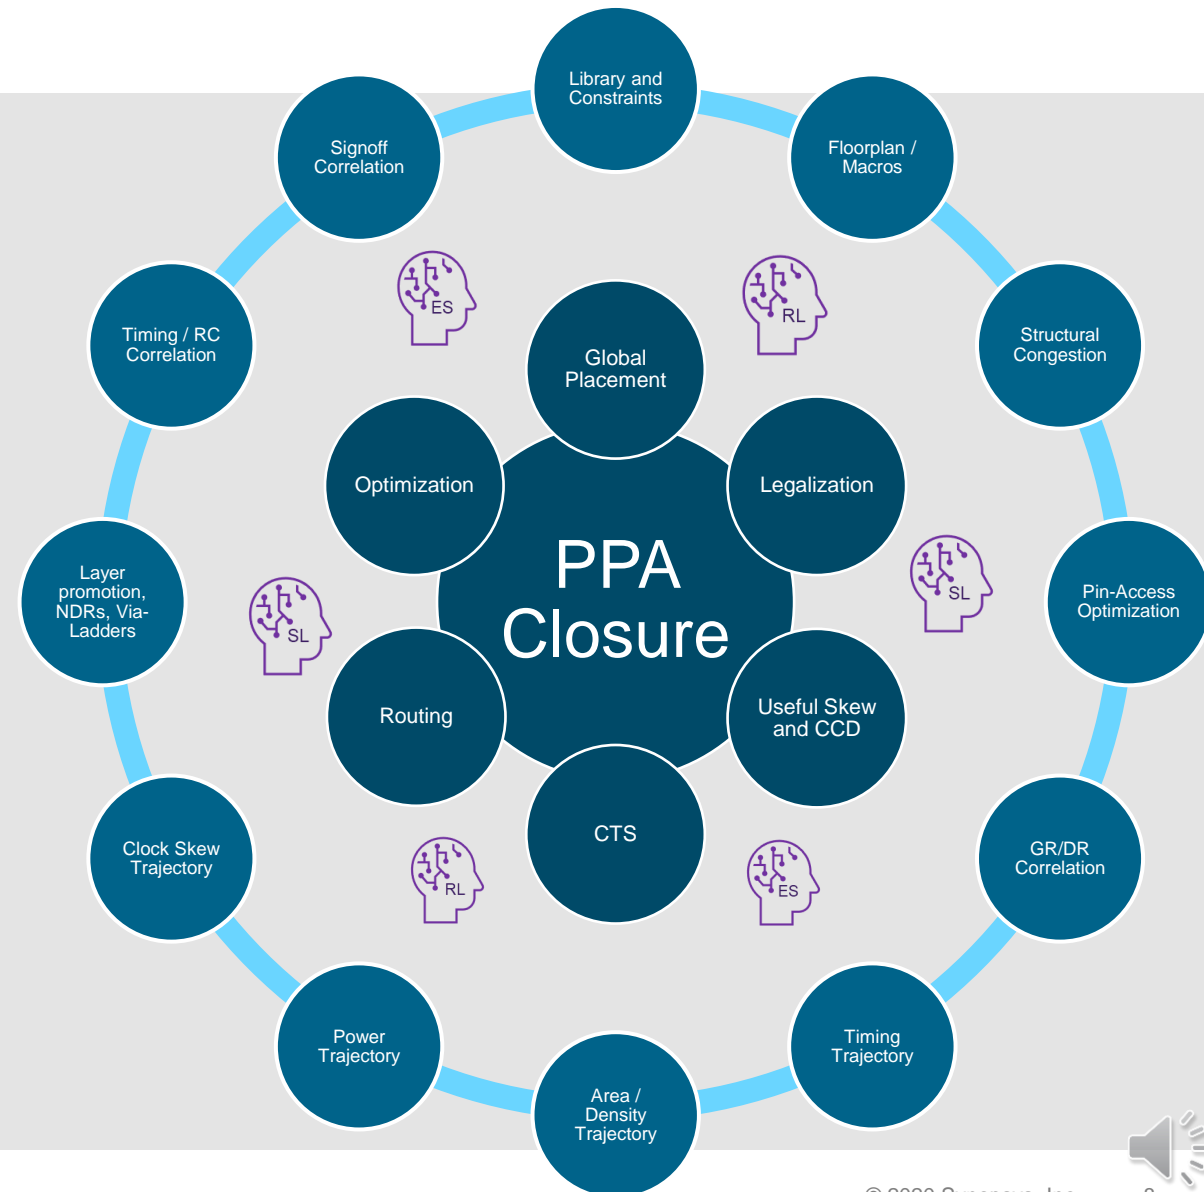 Library and
Constraints
Signoff
Correlation
Floorplan /
Macros
ES
RL
Timing / RC
Correlation
Global
Placement
Structural
Congestion
Optimization
Legalization
PPA
Closure
Layer
promotion,
NDRs, Via-
Ladders
SL
SL
Pin-Access
Optimization
Routing
Useful Skew
and CCD
CTS
Clock Skew
Trajectory
RL
ES
GR/DR
Correlation
Power
Trajectory
Timing
Trajectory
Area /
Density
Trajectory